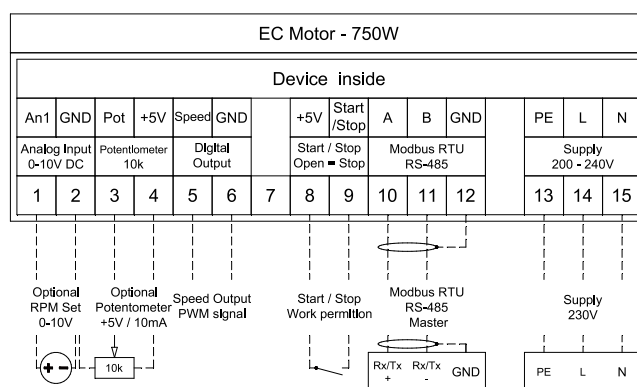 EC Motor - 750W
Device inside
An1 GND Pot +5V Speed GND +5V Start /Stop A B GND PE L N
Analog Input 0-10V DC Potentlometer 10k Digital Output Start / Stop Open = Stop Modbus RTU RS-485 Supply 200 - 240V
1 2 3 4 5 6 7 8 9 10 11 12 13 14 15
Optional RPM Set 0-10V Optional Potentometer +5V / 10mA Speed Output PWM signal Start / Stop Work permition Modbus RTU RS-485 Master Supply 230V
+ - 10k Rx/Tx + Rx/Tx - GND PE L N